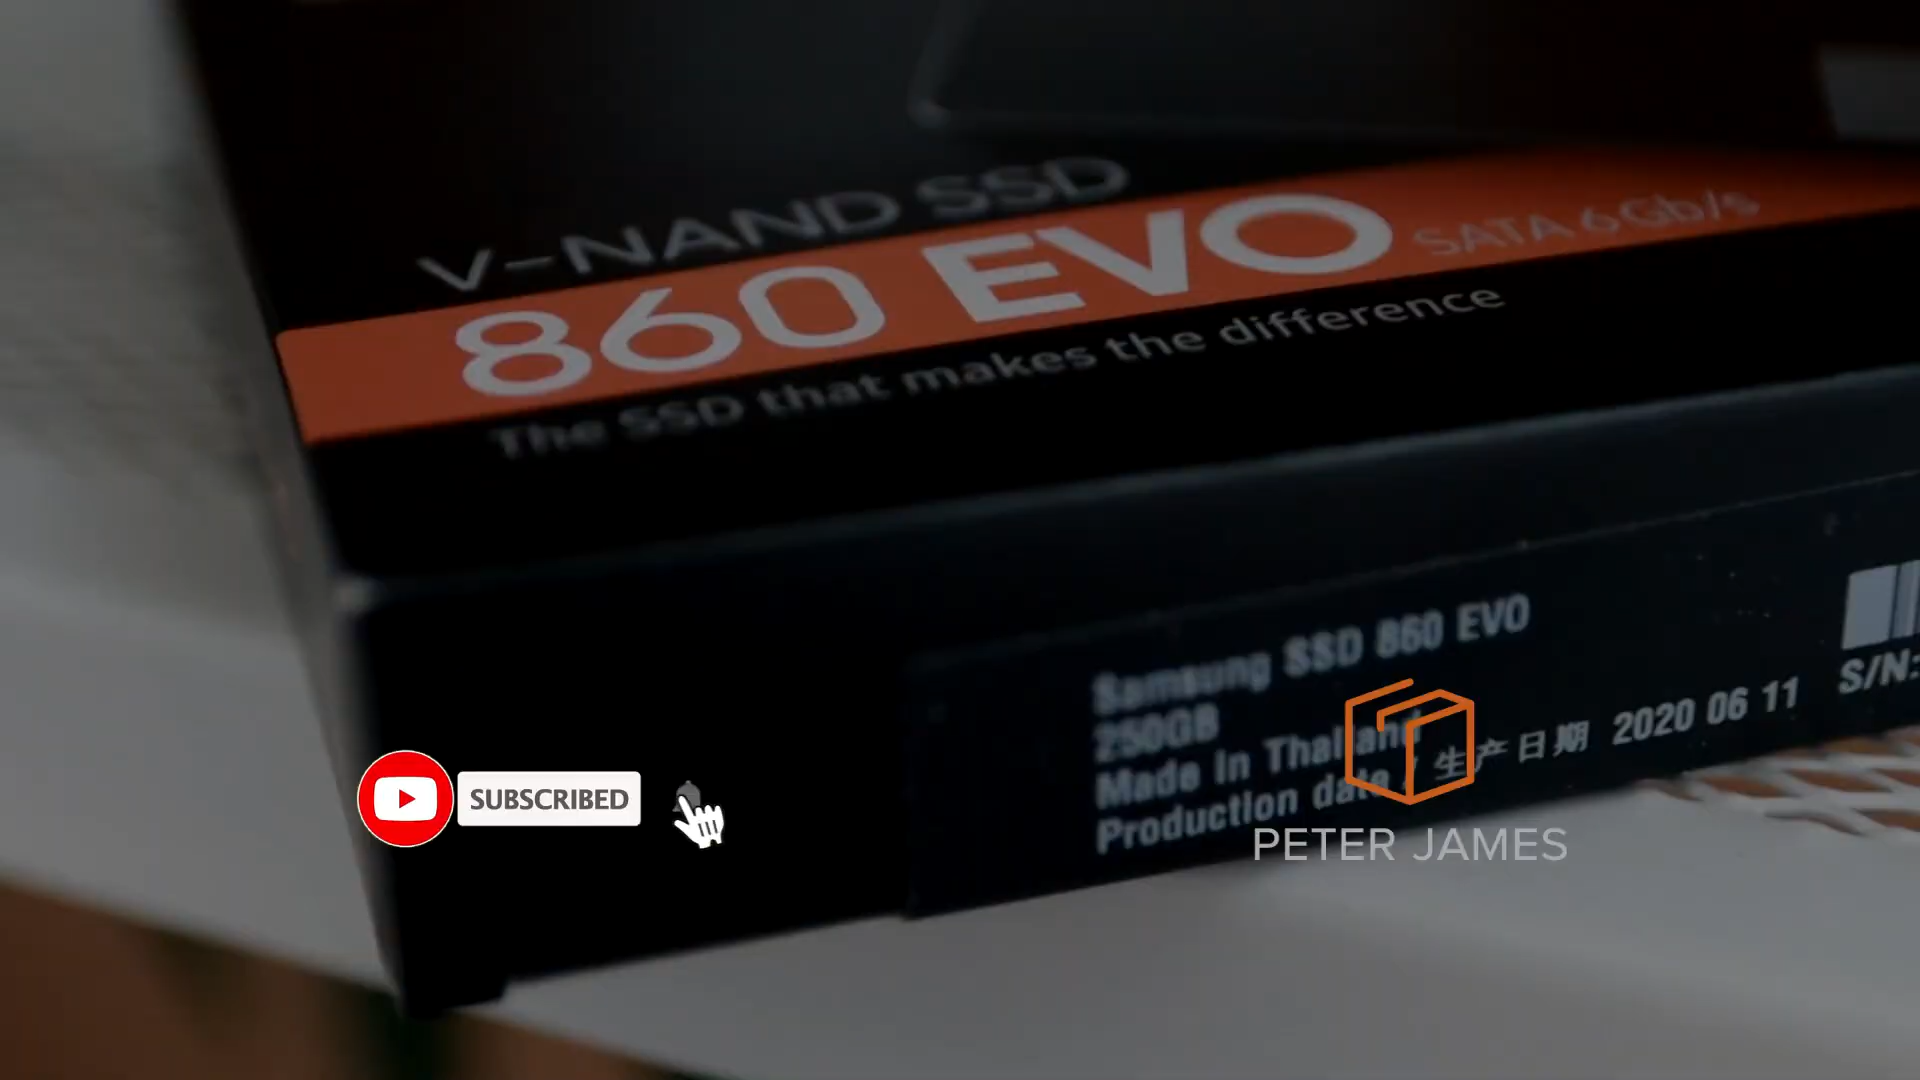 V-NAND SSD
860 EVO SATA 6Gb/s
The SSD that makes the difference
Samsung SSD 860 EVO
250GB
Made in Thailand
Production date / 生产日期 2020 06 11
S/N:
SUBSCRIBED
PETER JAMES